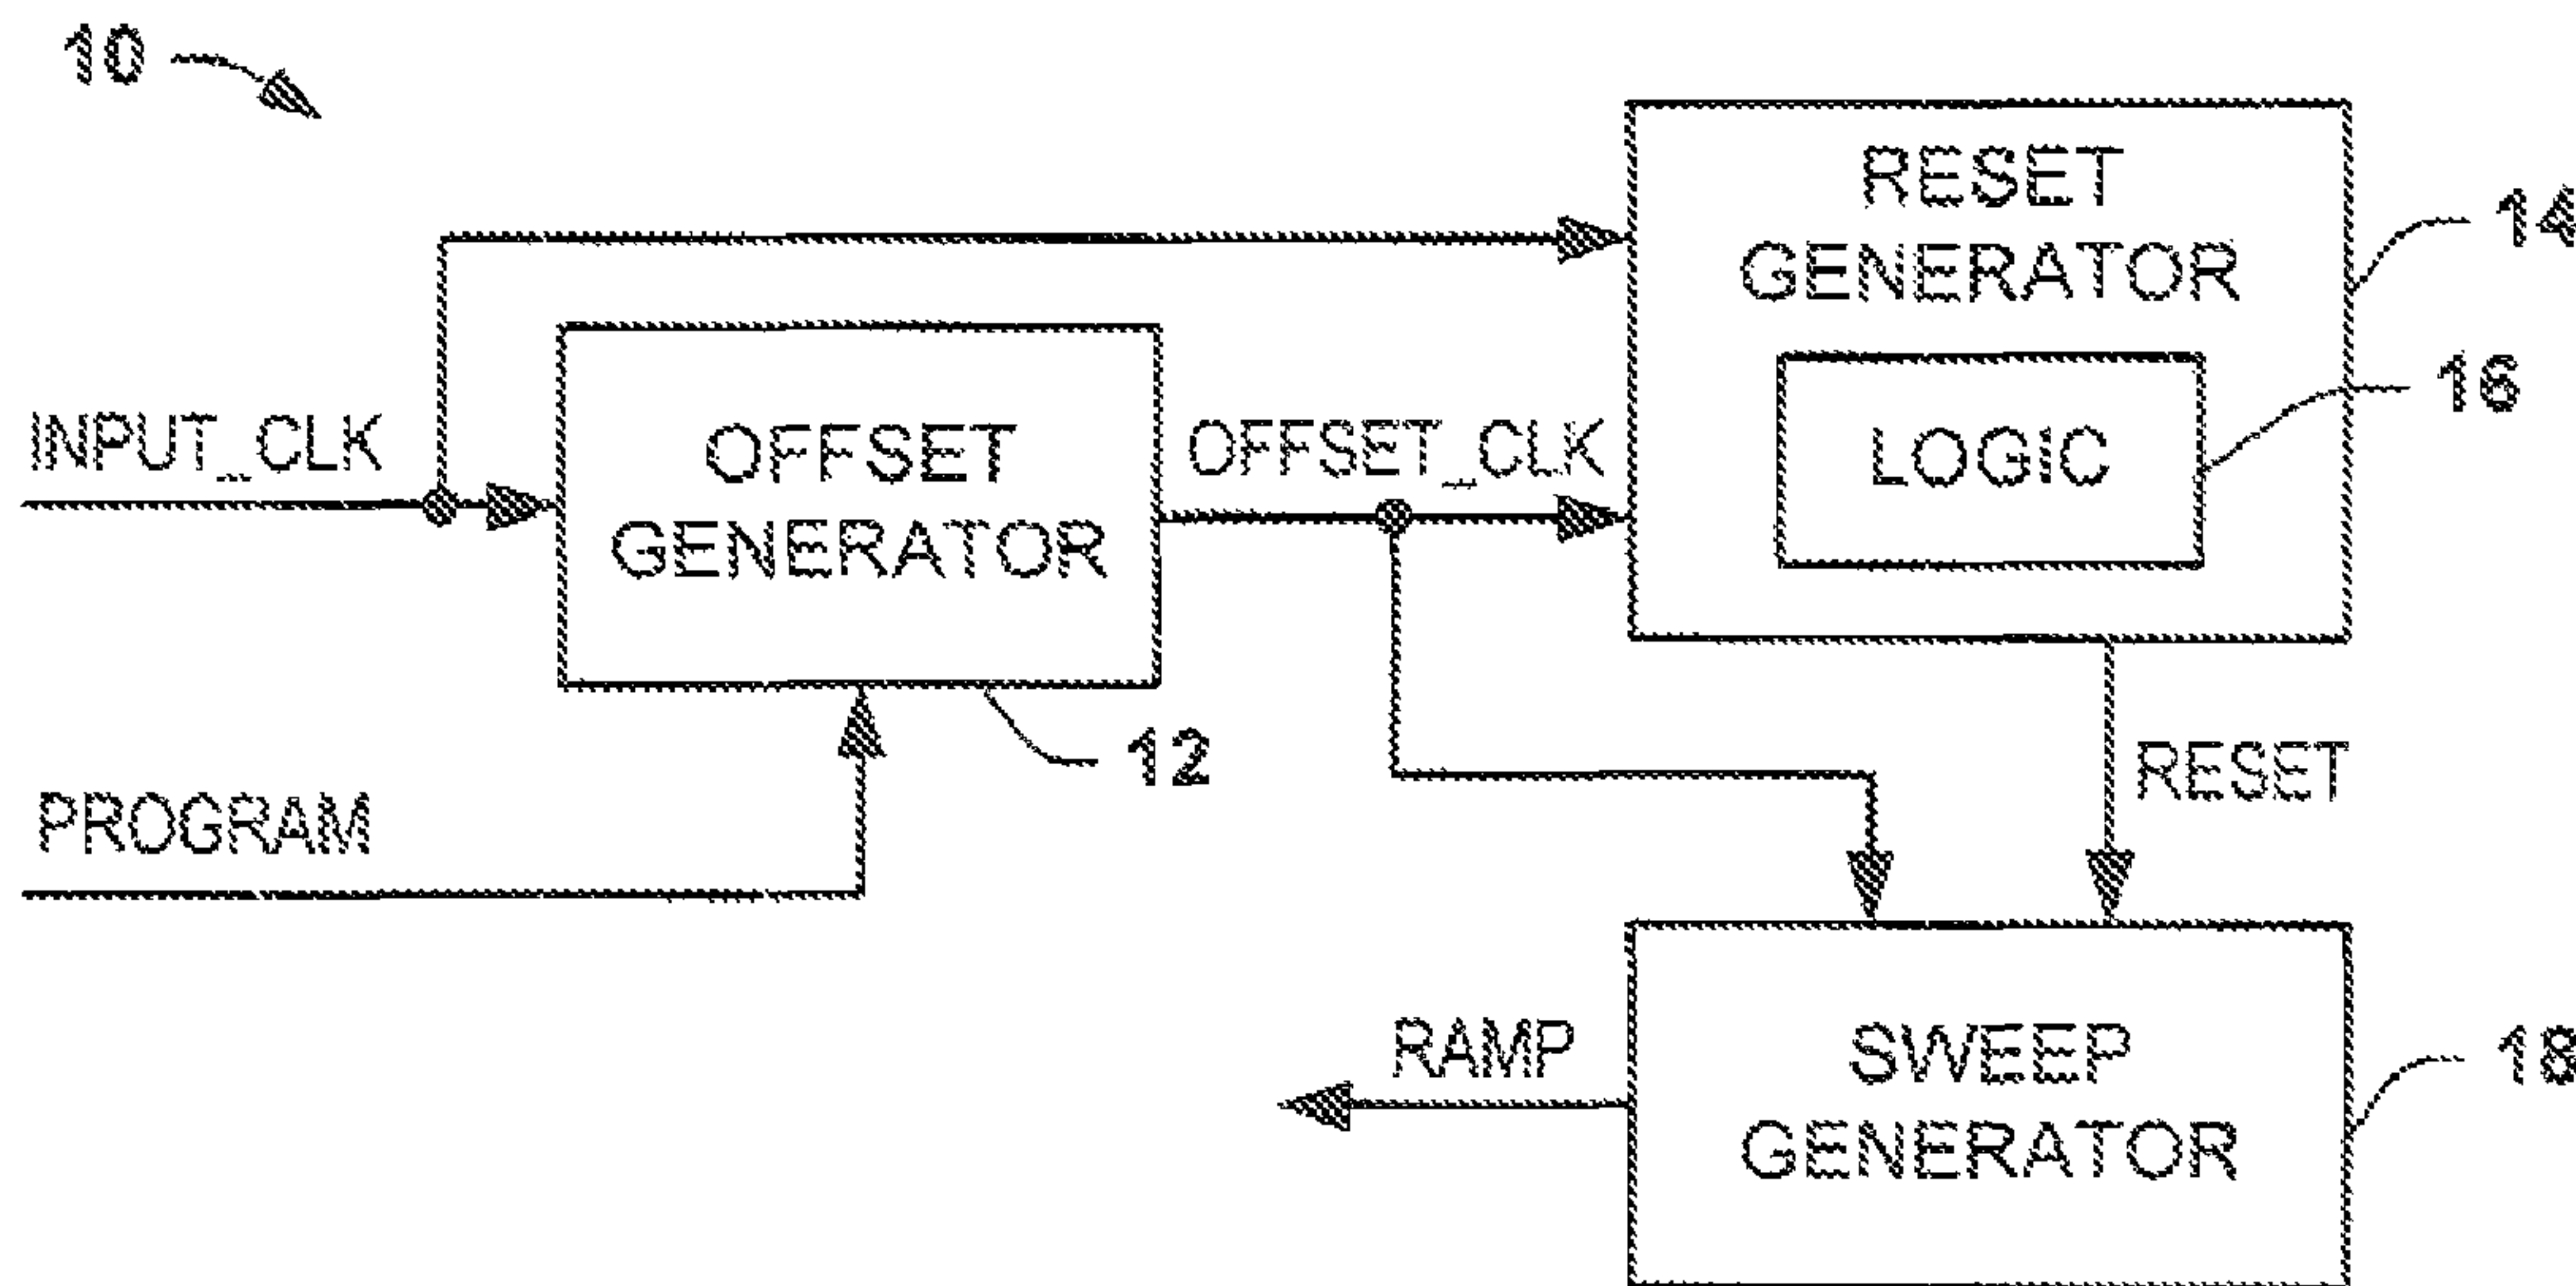 10
RESET
GENERATOR
14
LOGIC
16
INPUT_CLK
OFFSET
GENERATOR
OFFSET_CLK
12
PROGRAM
RESET
RAMP
SWEEP
GENERATOR
18